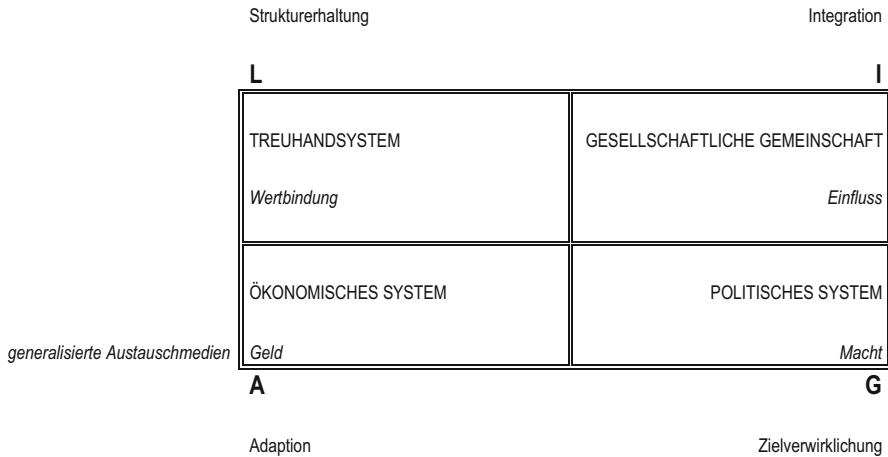 Strukturerhaltung Integration
L I
TREUHANDSYSTEM GESELLSCHAFTLICHE GEMEINSCHAFT
Wertbindung Einfluss
ÖKONOMISCHES SYSTEM POLITISCHES SYSTEM
generalisierte Austauschmedien Geld Macht
A G
Adaption Zielverwirklichung